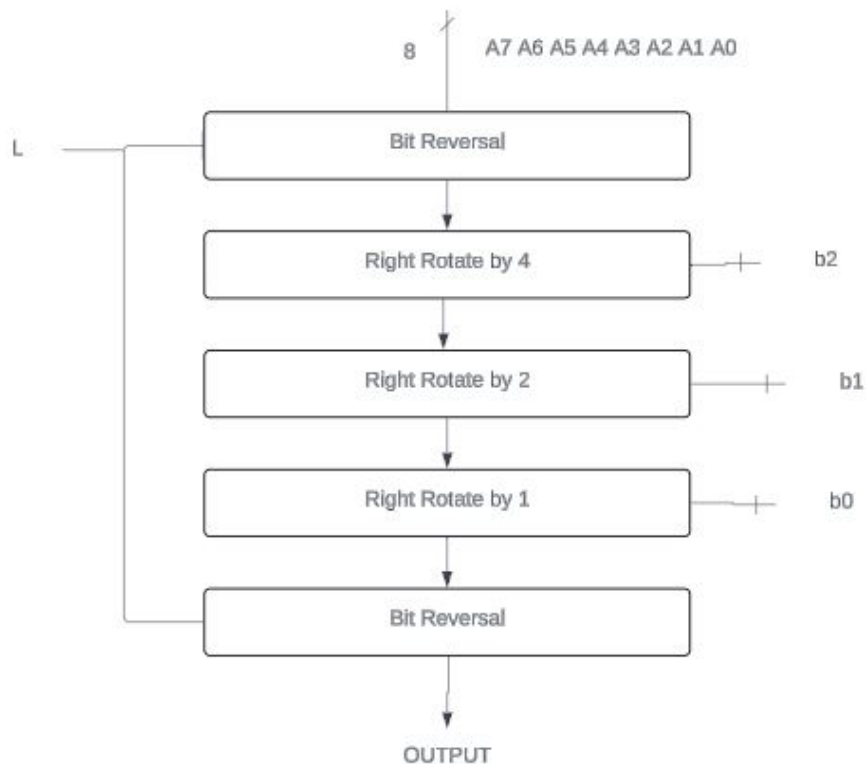 8 A7 A6 A5 A4 A3 A2 A1 A0
L
Bit Reversal
Right Rotate by 4
b2
Right Rotate by 2
b1
Right Rotate by 1
b0
Bit Reversal
OUTPUT